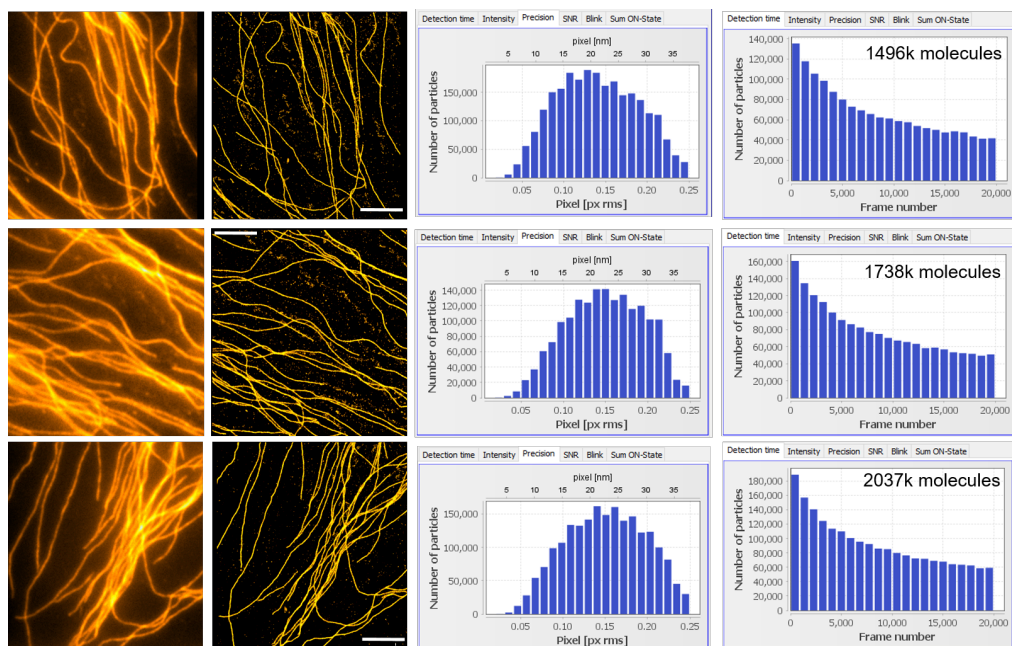 Detection time Intensity Precision SNR Blink Sum ON-State
pixel [nm]
5 10 15 20 25 30 35
Number of particles
150,000
100,000
50,000
0
0.05 0.10 0.15 0.20 0.25
Pixel [px rms]
Detection time Intensity Precision SNR Blink Sum ON-State
1496k molecules
Number of particles
140,000
120,000
100,000
80,000
60,000
40,000
20,000
0
0 5,000 10,000 15,000 20,000
Frame number
Detection time Intensity Precision SNR Blink Sum ON-State
pixel [nm]
5 10 15 20 25 30 35
Number of particles
140,000
120,000
100,000
80,000
60,000
40,000
20,000
0
0.05 0.10 0.15 0.20 0.25
Pixel [px rms]
Detection time Intensity Precision SNR Blink Sum ON-State
1738k molecules
Number of particles
160,000
140,000
120,000
100,000
80,000
60,000
40,000
20,000
0
0 5,000 10,000 15,000 20,000
Frame number
Detection time Intensity Precision SNR Blink Sum ON-State
pixel [nm]
5 10 15 20 25 30 35
Number of particles
150,000
100,000
50,000
0
0.05 0.10 0.15 0.20 0.25
Pixel [px rms]
Detection time Intensity Precision SNR Blink Sum ON-State
2037k molecules
Number of particles
180,000
160,000
140,000
120,000
100,000
80,000
60,000
40,000
20,000
0
0 5,000 10,000 15,000 20,000
Frame number